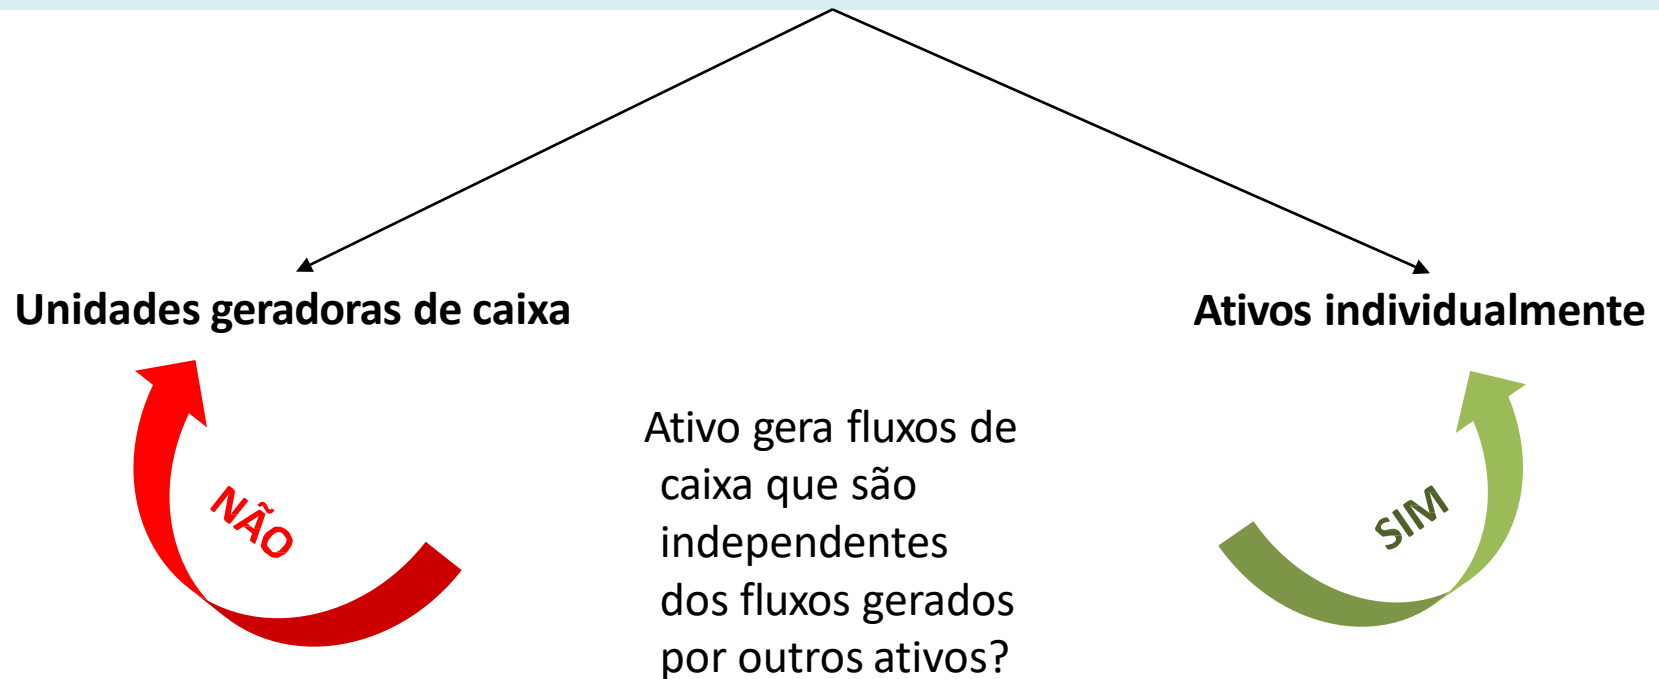 Unidades geradoras de caixa
Ativos individualmente
NÃO
Ativo gera fluxos de
caixa que são
independentes
dos fluxos gerados
por outros ativos?
SIM